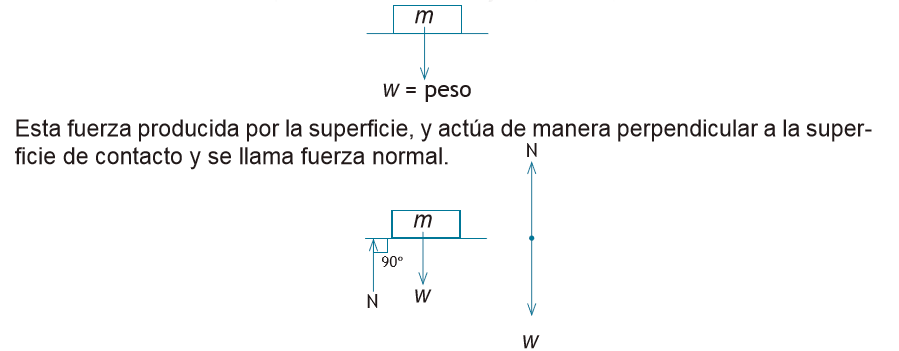 m
W = peso
Esta fuerza producida por la superficie, y actúa de manera perpendicular a la super-
ficie de contacto y se llama fuerza normal.
N
m
90º
N
W
W